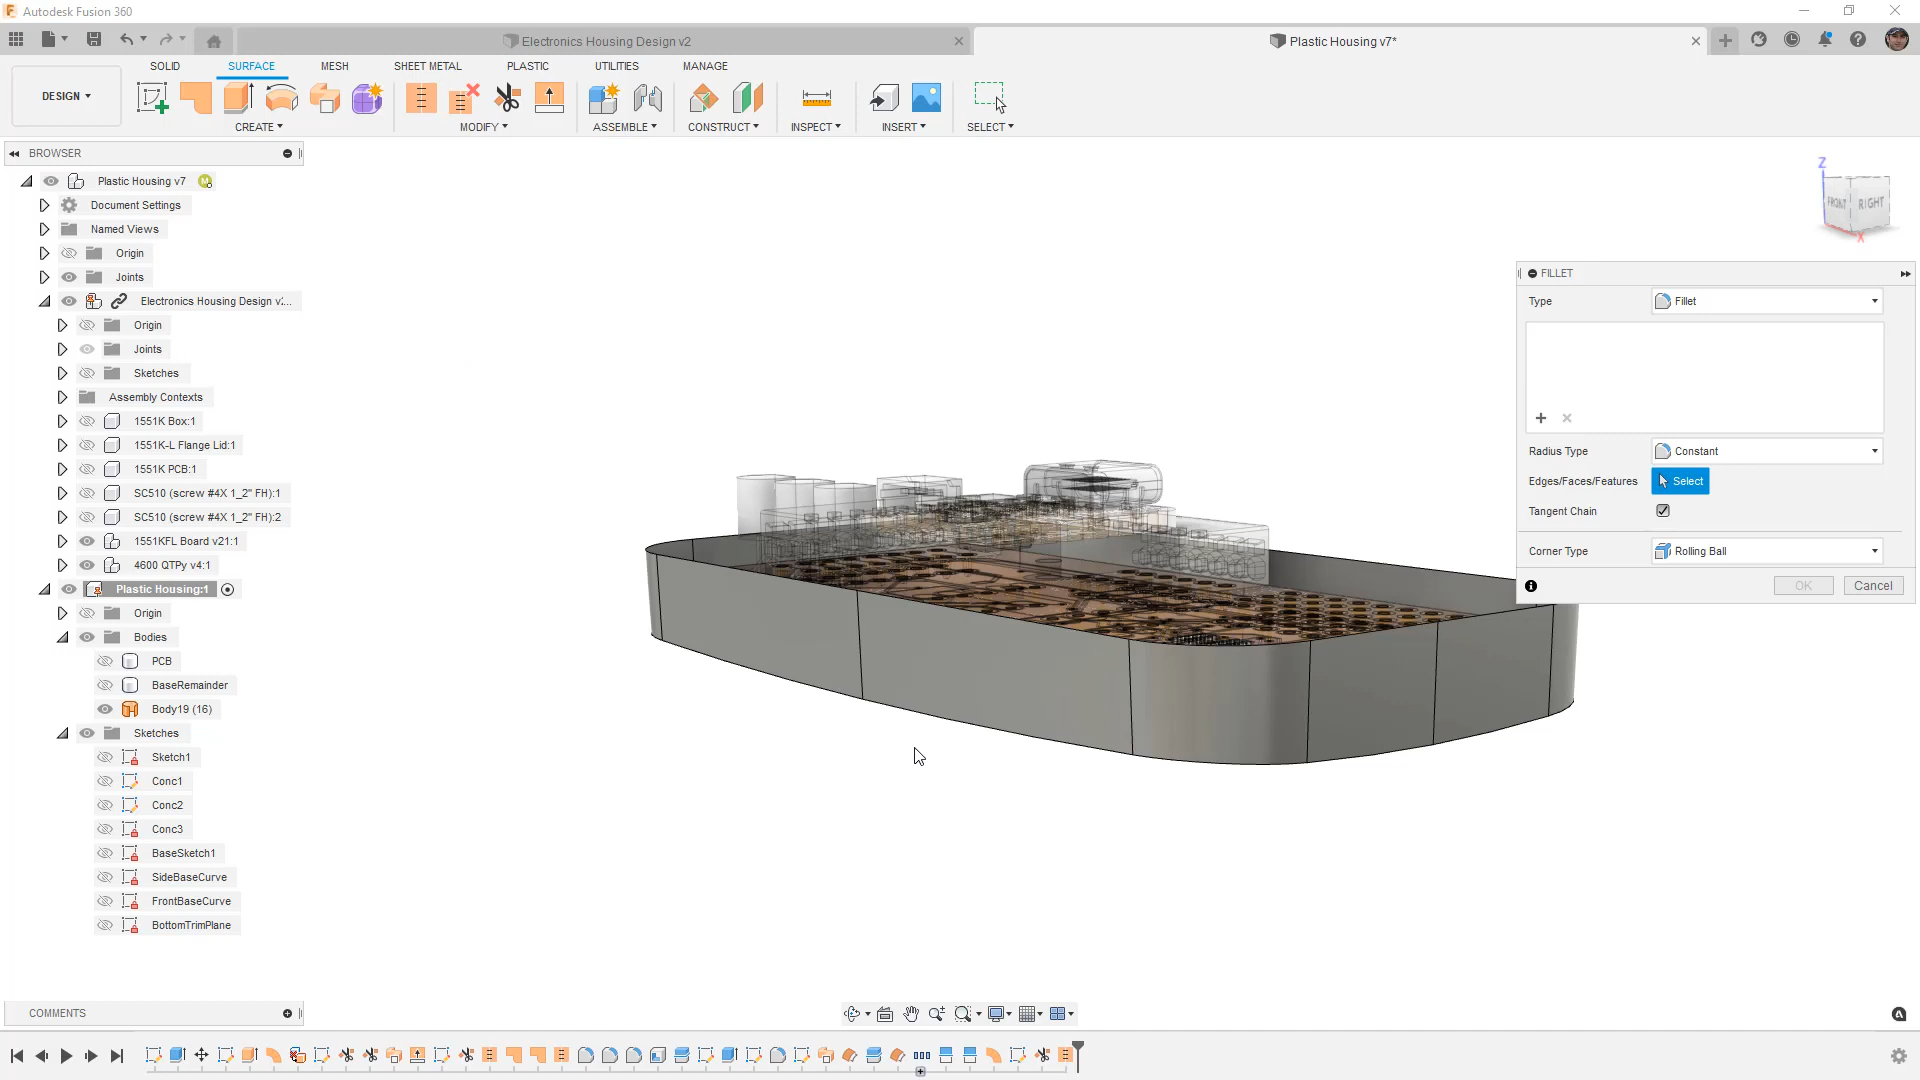 Autodesk Fusion 360
Electronics Housing Design v2
Plastic Housing v7*
SOLID
SURFACE
MESH
SHEET METAL
PLASTIC
UTILITIES
MANAGE
DESIGN
CREATE
MODIFY
ASSEMBLE
CONSTRUCT
INSPECT
INSERT
SELECT
BROWSER
Plastic Housing v7
Document Settings
Named Views
Origin
Joints
Electronics Housing Design v:...
Origin
Joints
Sketches
Assembly Contexts
1551K Box:1
1551K-L Flange Lid:1
1551K PCB:1
SC510 (screw #4X 1_2" FH):1
SC510 (screw #4X 1_2" FH):2
1551KFL Board v21:1
4600 QTPy v4:1
Plastic Housing:1
Origin
Bodies
PCB
BaseRemainder
Body19 (16)
Sketches
Sketch1
Conc1
Conc2
Conc3
BaseSketch1
SideBaseCurve
FrontBaseCurve
BottomTrimPlane
COMMENTS
Z
FRONT
RIGHT
X
FILLET
Type
Fillet
Radius Type
Constant
Edges/Faces/Features
Select
Tangent Chain
Corner Type
Rolling Ball
OK
Cancel